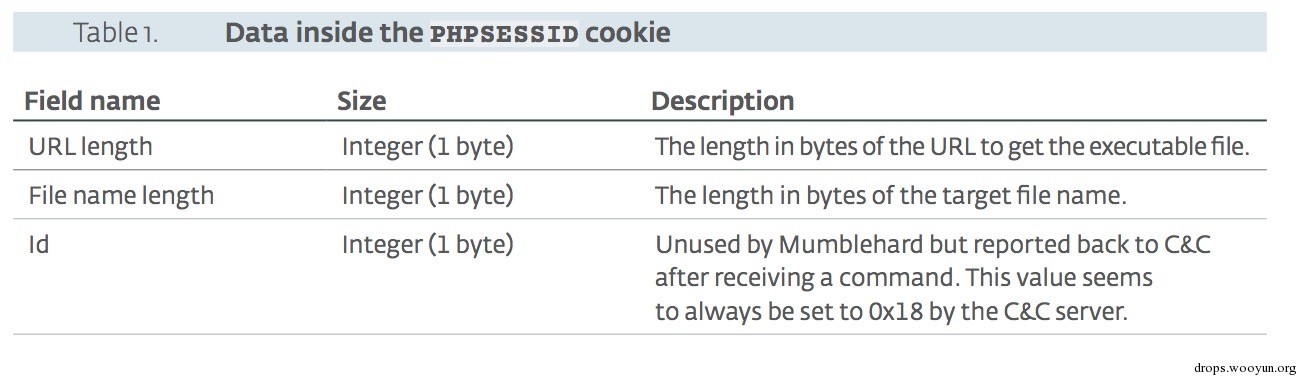 Table 1. Data inside the PHPSESSID cookie
Field name Size Description
URL length Integer (1 byte) The length in bytes of the URL to get the executable file.
File name length Integer (1 byte) The length in bytes of the target file name.
Id Integer (1 byte) Unused by Mumblehard but reported back to C&C
after receiving a command. This value seems
to always be set to 0x18 by the C&C server.
drops.wooyun.org